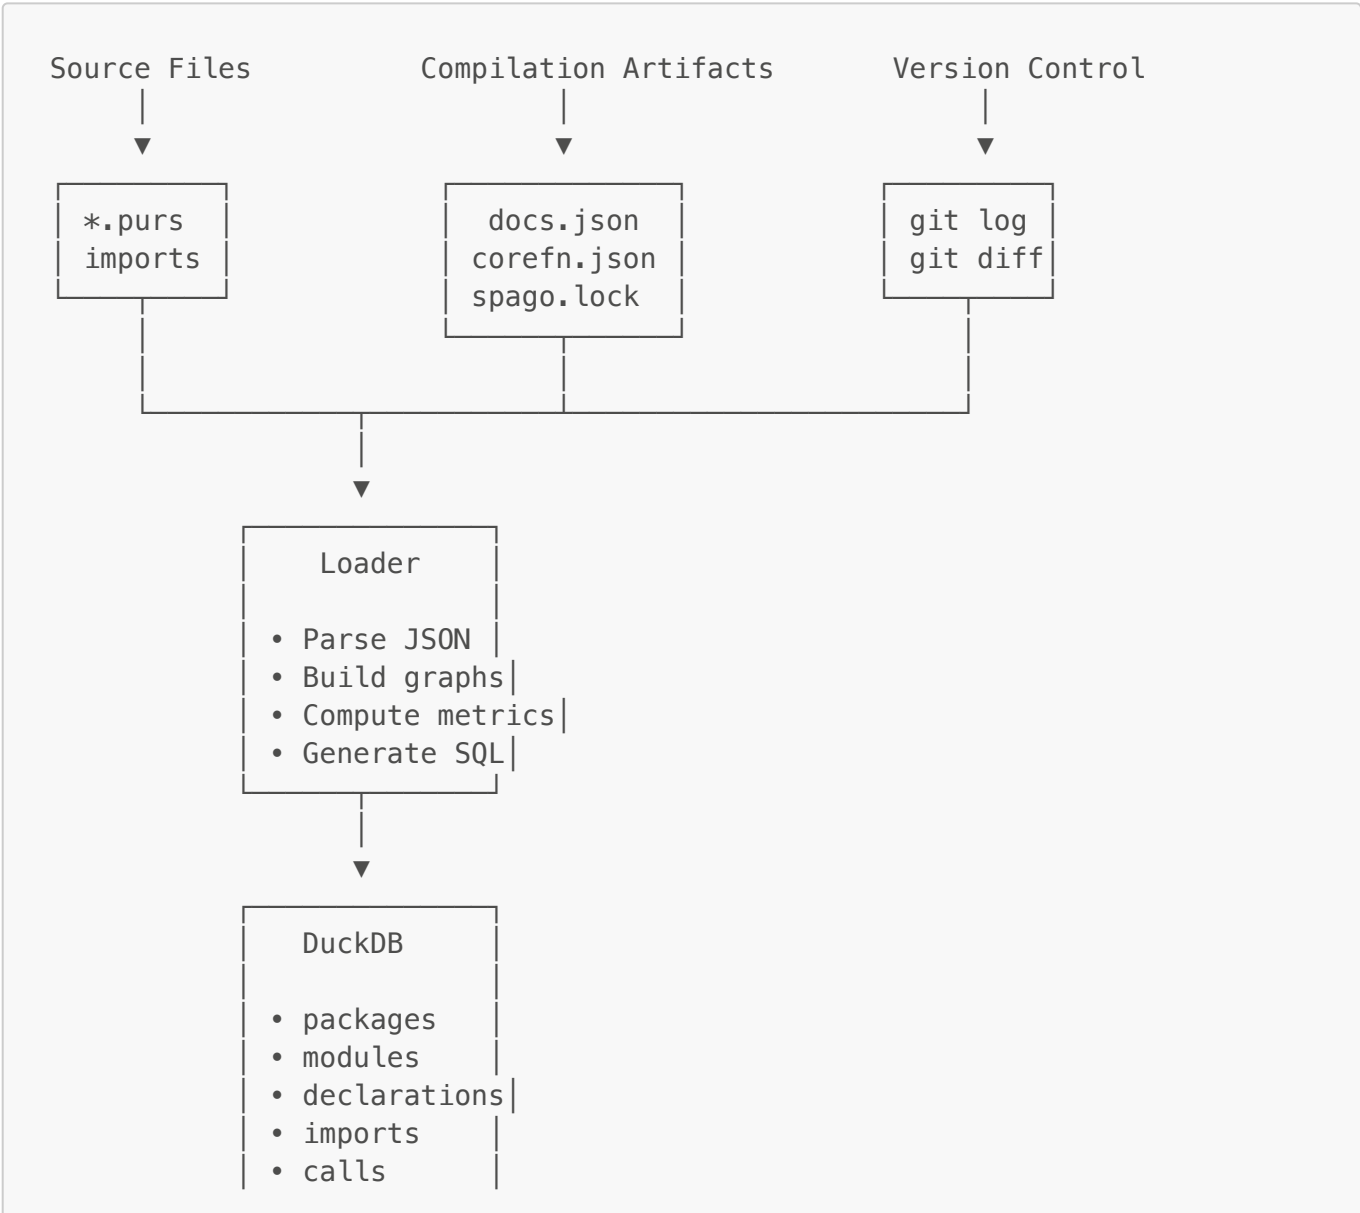 Source Files Compilation Artifacts Version Control
*.purs docs.json git log
imports corefn.json git diff
spago.lock
Loader
• Parse JSON
• Build graphs
• Compute metrics
• Generate SQL
DuckDB
• packages
• modules
• declarations
• imports
• calls